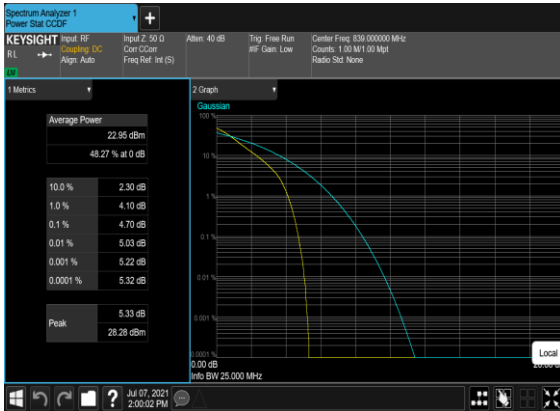 Spectrum Analyzer 1
Power Stat CCDF
KEYSIGHT
RL
Input: RF
Coupling: DC
Align: Auto
Input Z: 50 Ω
Corr CCorr
Freq Ref: Int (S)
Atten: 40 dB
Trig: Free Run
#IF Gain: Low
Center Freq: 839.000000 MHz
Counts: 1.00 M/1.00 Mpt
Radio Std: None
1 Metrics
Average Power
22.95 dBm
48.27 % at 0 dB
10.0 % 2.30 dB
1.0 % 4.10 dB
0.1 % 4.70 dB
0.01 % 5.03 dB
0.001 % 5.22 dB
0.0001 % 5.32 dB
Peak
5.33 dB
28.28 dBm
2 Graph
Gaussian
100 %
10 %
1 %
0.1 %
0.01 %
0.001 %
0.0001 %
0.00 dB
Info BW 25.000 MHz
Local
Jul 07, 2021
2:00:02 PM